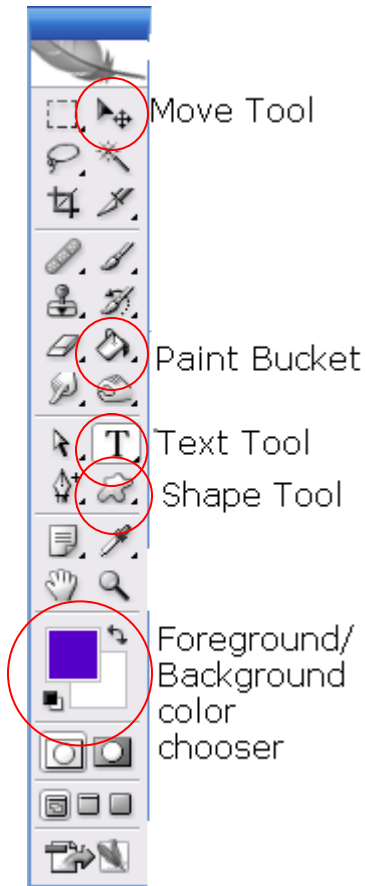 Move Tool
Paint Bucket
T
Text Tool
Shape Tool
Foreground/
Background
color
chooser